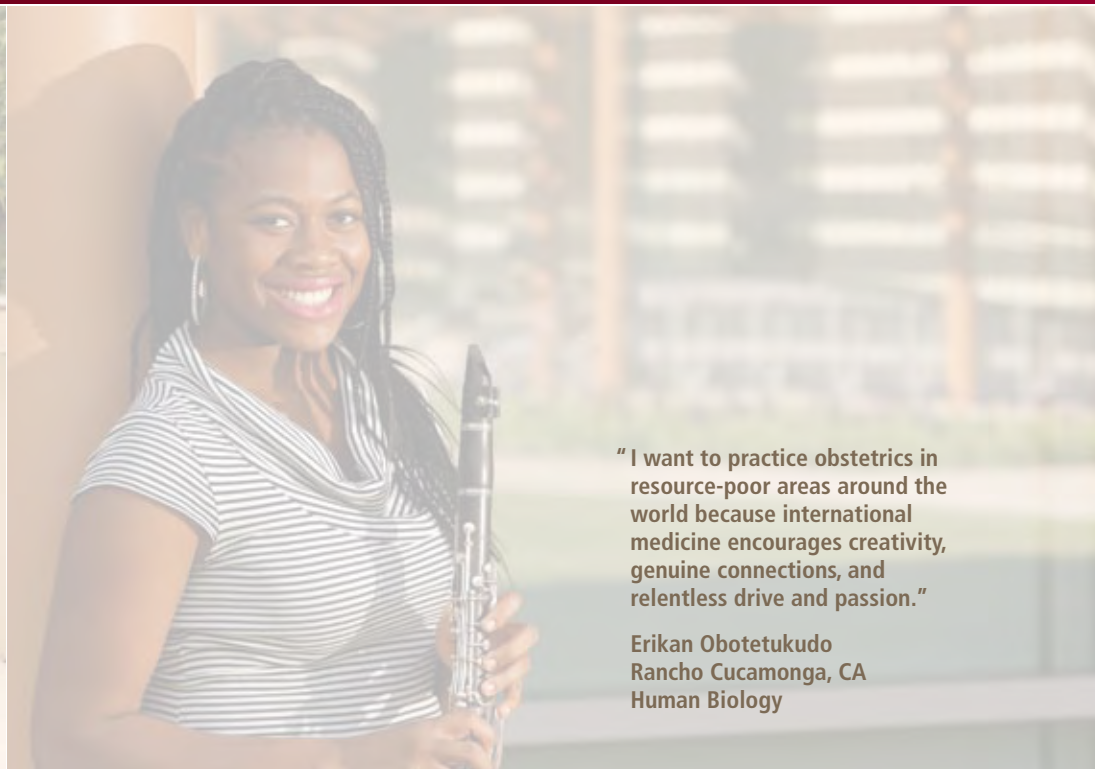 “ I want to practice obstetrics in
resource-poor areas around the
world because international
medicine encourages creativity,
genuine connections, and
relentless drive and passion.”
Erikan Obotetukudo
Rancho Cucamonga, CA
Human Biology